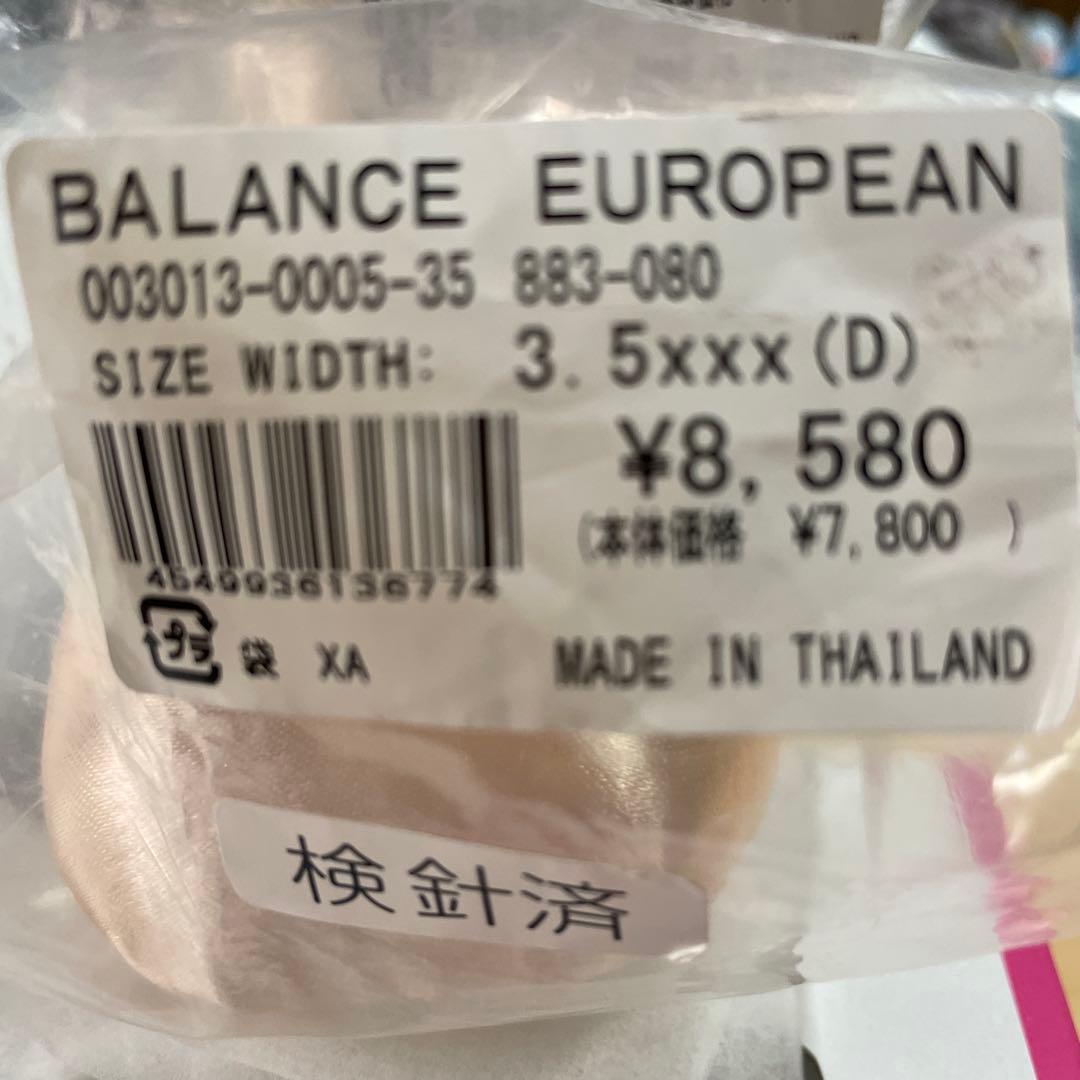 BALANCE EUROPEAN
003013-0005-35 883-080
SIZE WIDTH: 3.5xxx(D)
¥8,580
(本体価格 ¥7,800 )
4549936136774
プラ 袋 XA MADE IN THAILAND
検針済